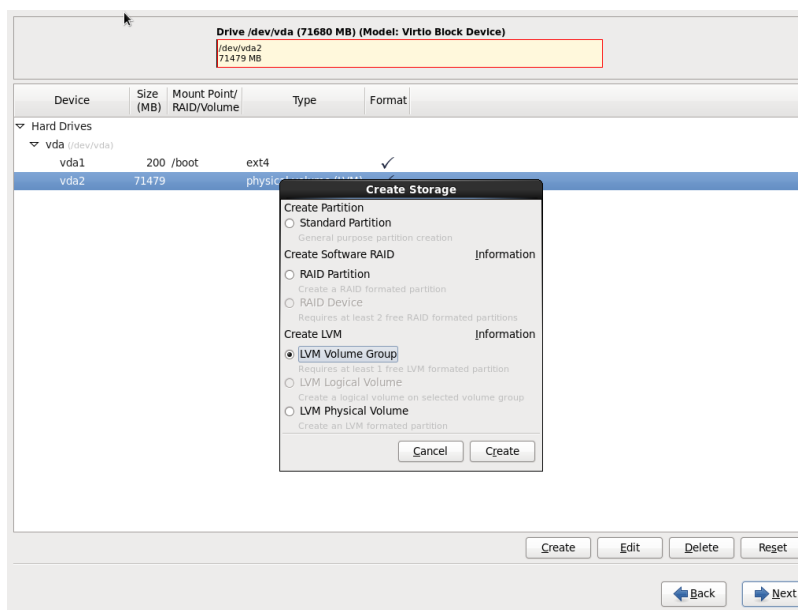 Drive /dev/vda (71680 MB) (Model: Virtio Block Device)
/dev/vda2
71479 MB
Device
Size (MB)
Mount Point/ RAID/Volume
Type
Format
Hard Drives
vda (/dev/vda)
vda1 200 /boot ext4
vda2 71479 physical volume (LVM)
Create Storage
Create Partition
Standard Partition
General purpose partition creation
Create Software RAID Information
RAID Partition
Create a RAID formated partition
RAID Device
Requires at least 2 free RAID formated partitions
Create LVM Information
LVM Volume Group
Requires at least 1 free LVM formated partition
LVM Logical Volume
Create a logical volume on selected volume group
LVM Physical Volume
Create an LVM formated partition
Cancel Create
Create Edit Delete Reset
Back Next